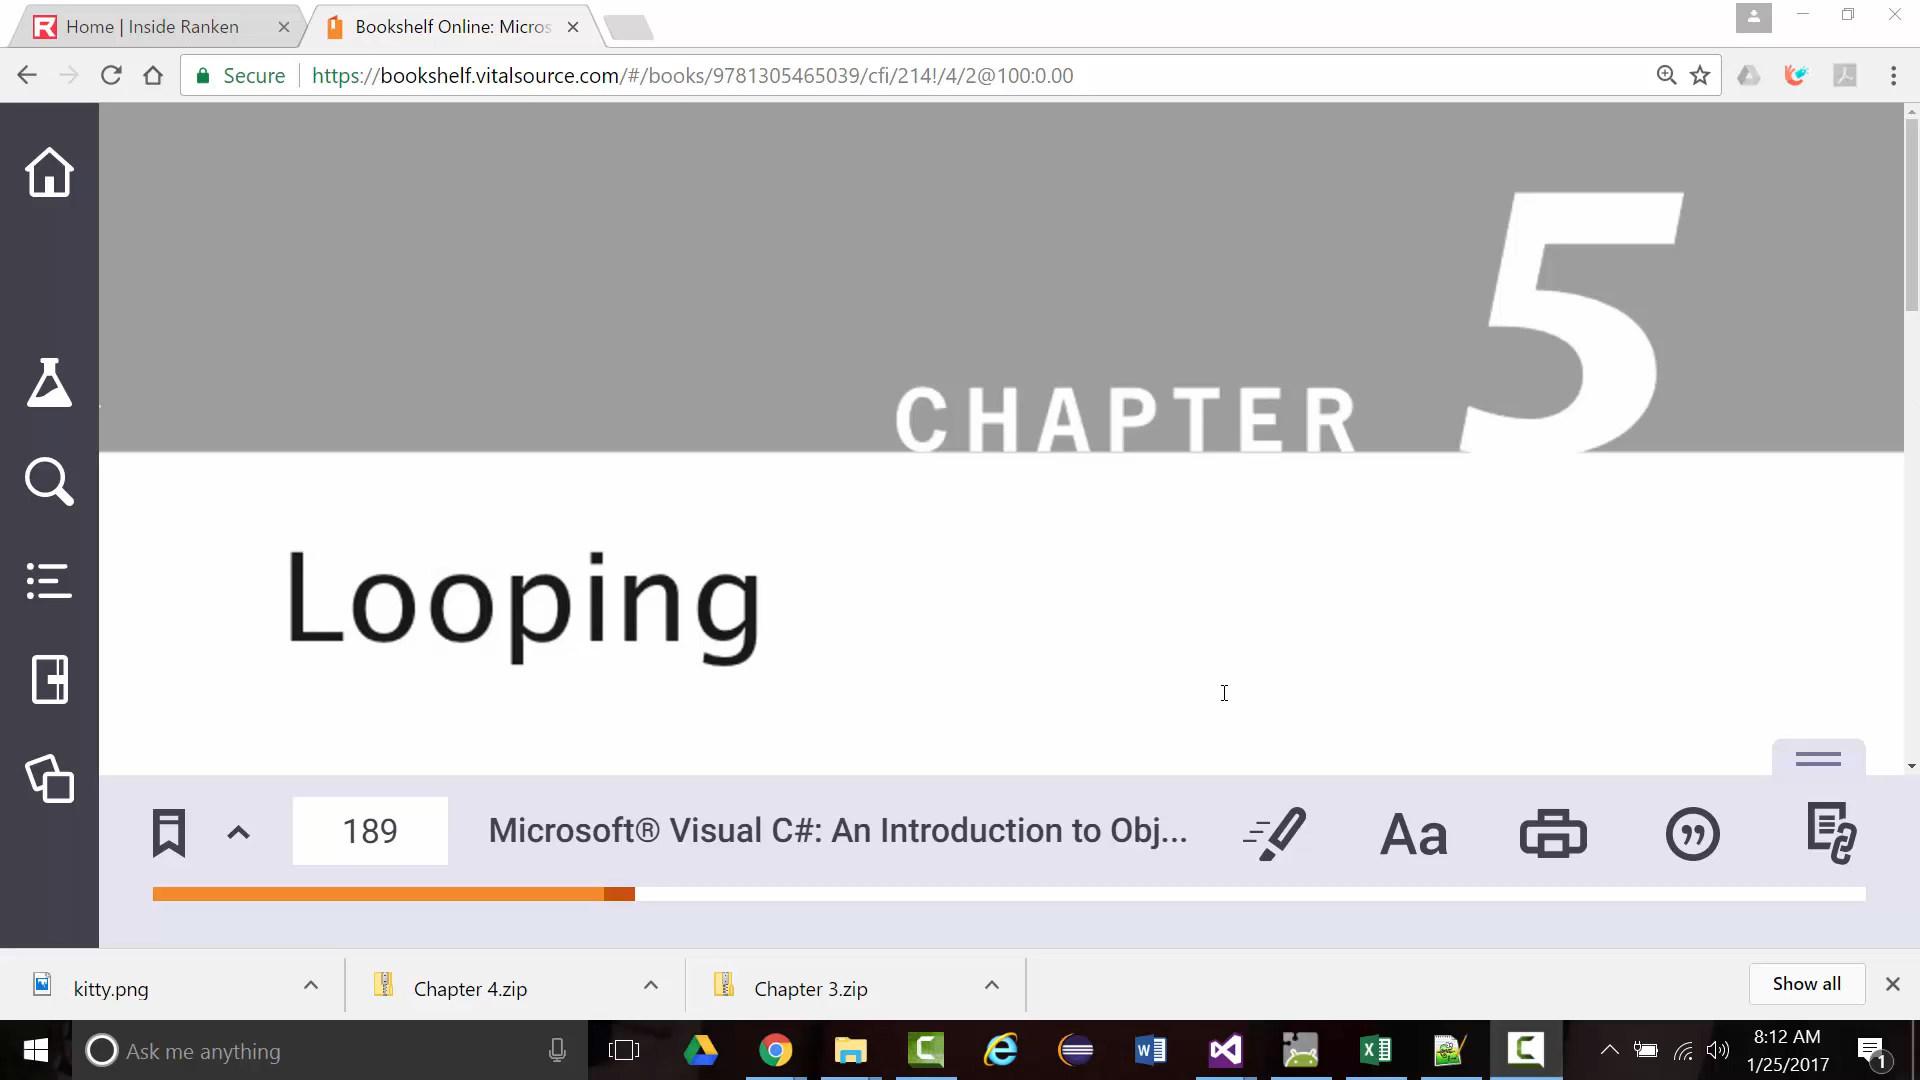 Home | Inside Ranken
Bookshelf Online: Micros
Secure
https://bookshelf.vitalsource.com/#/books/9781305465039/cfi/214!/4/2@100:0.00
CHAPTER 5
Looping
189
Microsoft® Visual C#: An Introduction to Obj...
Aa
kitty.png
Chapter 4.zip
Chapter 3.zip
Show all
Ask me anything
8:12 AM
1/25/2017
1